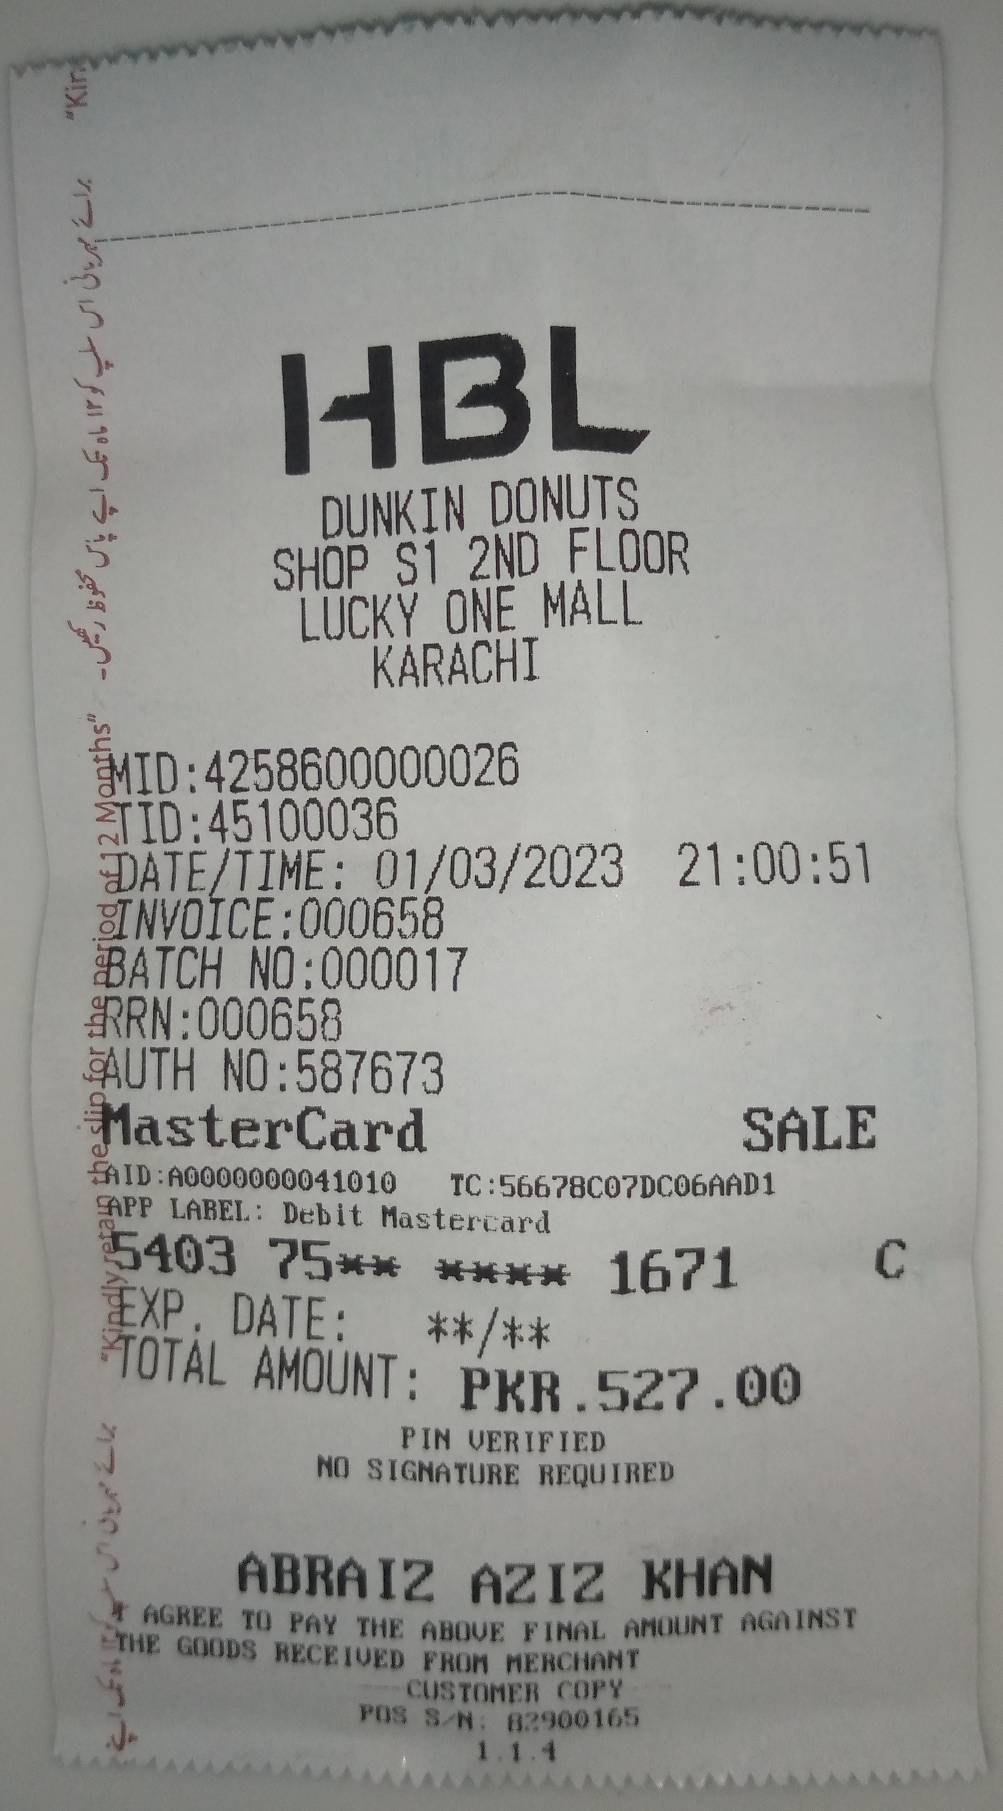 HBL
DUNKIN DONUTS
SHOP S1 2ND FLOOR
LUCKY ONE MALL
KARACHI
MID:4258600000026
TID:45100036
DATE/TIME: 01/03/2023 21:00:51
INVOICE:000658
BATCH NO:000017
RRN:000658
AUTH NO:587673
MasterCard SALE
AID:A0000000041010 TC:56678C07DC06AAD1
APP LABEL: Debit Mastercard
5403 75** **** 1671 C
EXP. DATE: **/**
TOTAL AMOUNT: PKR.527.00
PIN VERIFIED
NO SIGNATURE REQUIRED
ABRAIZ AZIZ KHAN
AGREE TO PAY THE ABOVE FINAL AMOUNT AGAINST
THE GOODS RECEIVED FROM MERCHANT
CUSTOMER COPY
POS S/N: 82900165
1.1.4
برائے مہربانی اس سلپ کو ۱۲ ماہ تک اپنے پاس محفوظ رکھیں۔
"Kindly retain the slip for the period of 12 Months"
"Kin
برائے مہربانی اس سلپ کو ۱۲ ماہ تک اپنے